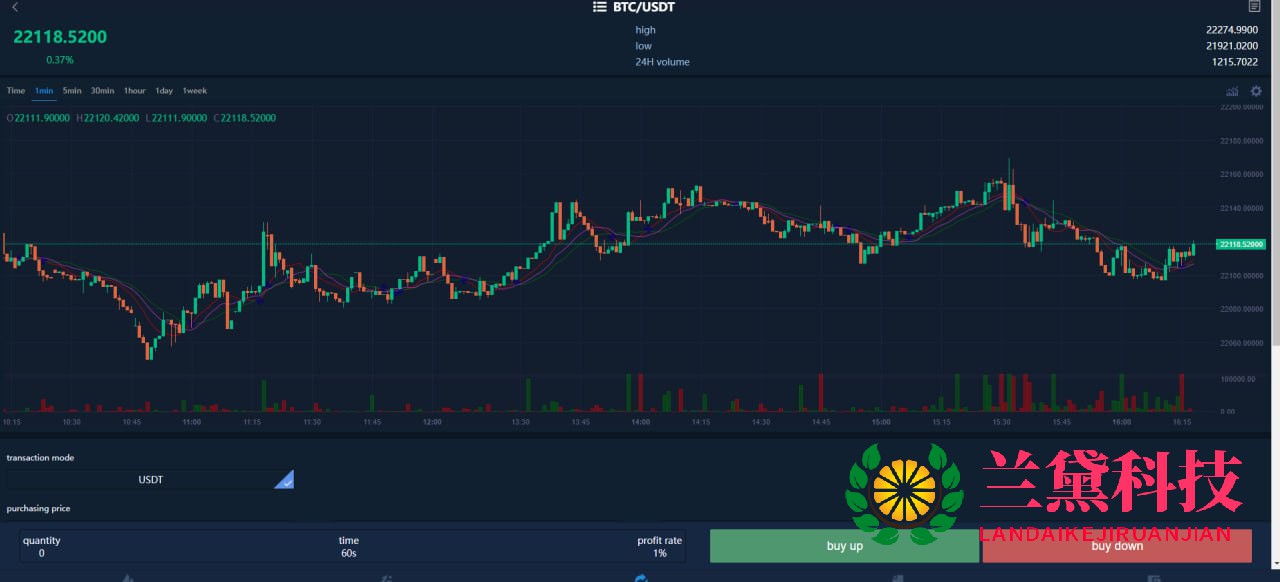 BTC/USDT
22118.5200
0.37%
high 22274.9900
low 21921.0200
24H volume 1215.7022
Time 1min 5min 30min 1hour 1day 1week
O22111.90000 H22120.42000 L22111.90000 C22118.52000
22200.00000
22180.00000
22160.00000
22140.00000
22118.52000
22100.00000
22080.00000
22060.00000
100000.00
0.00
10:15 10:30 10:45 11:00 11:15 11:30 11:45 12:00 13:30 13:45 14:00 14:15 14:30 14:45 15:00 15:15 15:30 15:45 16:00 16:15
transaction mode
USDT
purchasing price
兰黛科技
LANDAIKEJIRUANJIAN
quantity time profit rate
0 60s 1%
buy up buy down